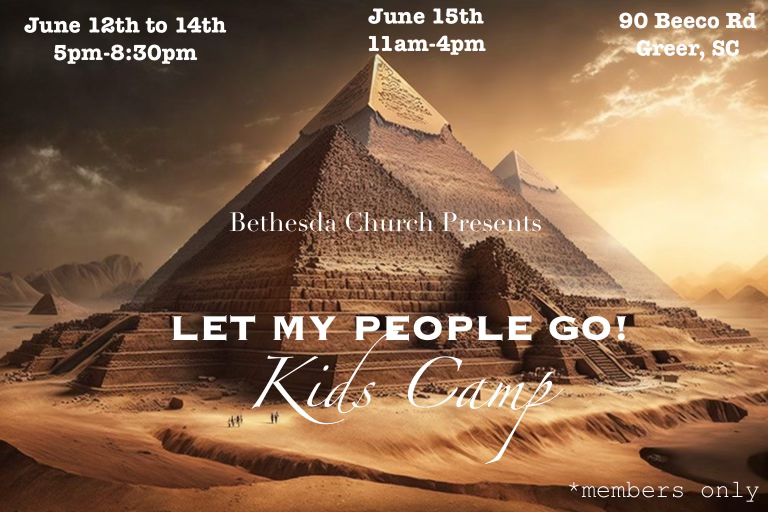 June 12th to 14th
5pm-8:30pm
June 15th
11am-4pm
90 Beeco Rd
Greer, SC
Bethesda Church Presents
LET MY PEOPLE GO!
Kids Camp
*members only